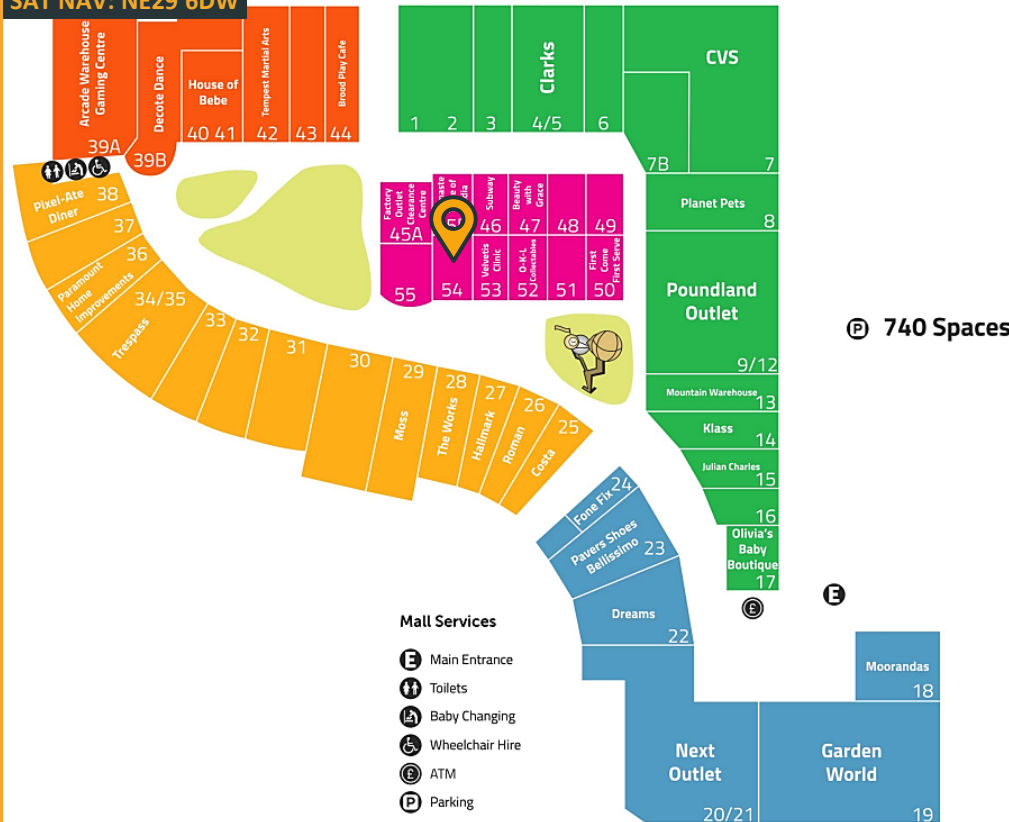 SAT NAV: NE29 6DW
Arcade Warehouse
Gaming Centre
39A
Decote Dance
39B
House of
Bebe
40 41
Tempest Martial Arts
42
43
Brood Play Cafe
44
1
2
3
Clarks
4/5
6
CVS
7B
7
Planet Pets
8
Poundland
Outlet
9/12
Mountain Warehouse
13
Klass
14
Julian Charles
15
16
Olivia's
Baby
Boutique
17
Factory
Outlet
Clearance
Centre
45A
of
Subway
46
Beauty
with
Grace
47
48
49
55
54
Velvetis
Clinic
53
O-K-L
Collectables
52
51
First
Come
First Serve
50
Pixel-Ate
Diner
38
37
36
Paramount
Home
Improvements
34/35
Trespass
33
32
31
30
29
Moss
28
The Works
27
Hallmark
26
Roman
25
Costa
24
Fone Fix
Pavers Shoes
Bellissimo
23
Dreams
22
Next
Outlet
20/21
Garden
World
19
Moorandas
18
P 740 Spaces
£
E
Mall Services
E Main Entrance
Toilets
Baby Changing
Wheelchair Hire
£ ATM
P Parking